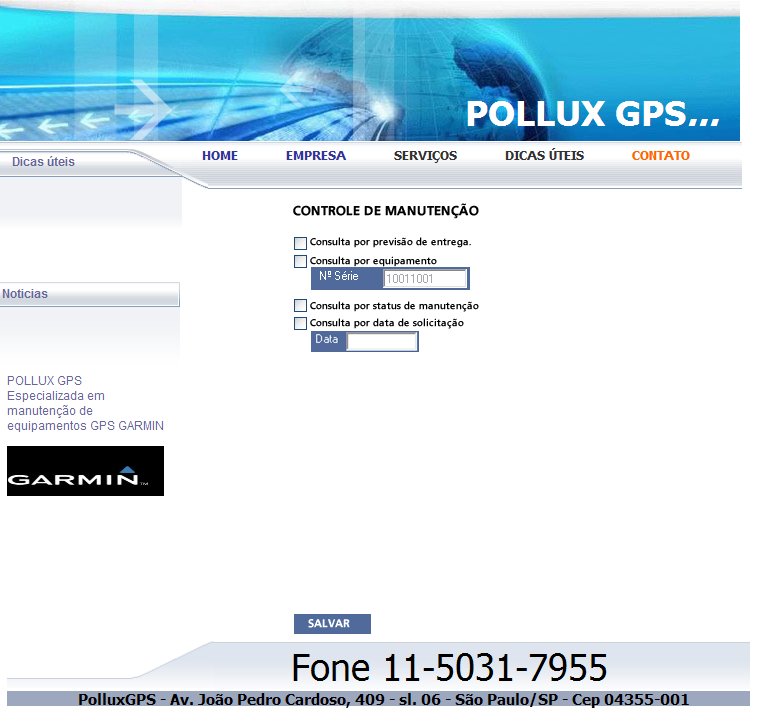 POLLUX GPS...
Dicas úteis
HOME EMPRESA SERVIÇOS DICAS ÚTEIS CONTATO
CONTROLE DE MANUTENÇÃO
Consulta por previsão de entrega.
Consulta por equipamento
Nº Série 10011001
Noticias
Consulta por status de manutenção
Consulta por data de solicitação
Data
POLLUX GPS
Especializada em
manutenção de
equipamentos GPS GARMIN
GARMIN™
SALVAR
Fone 11-5031-7955
PolluxGPS - Av. João Pedro Cardoso, 409 - sl. 06 - São Paulo/SP - Cep 04355-001